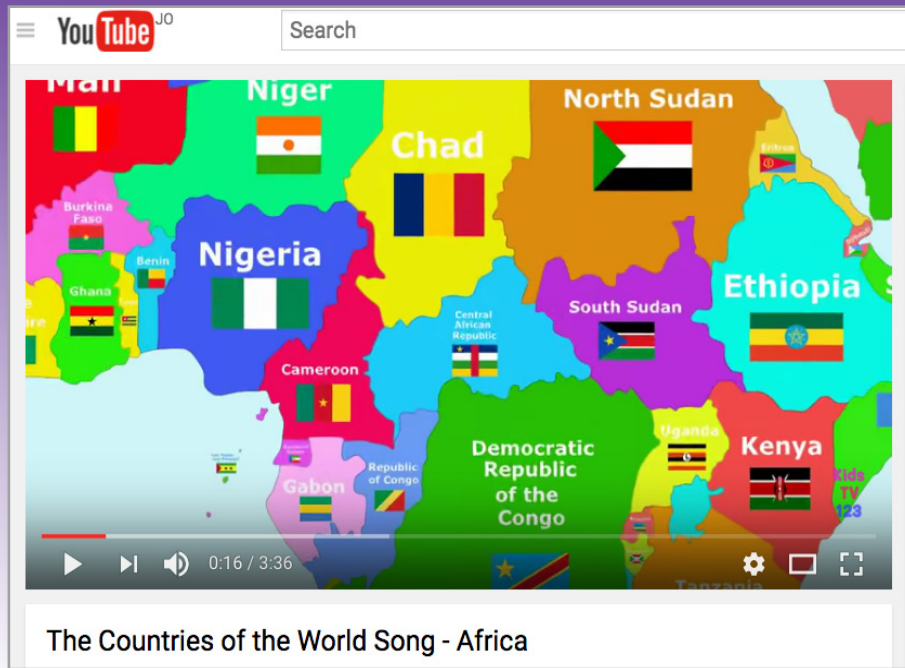 YouTube JO
Search
Mali
Niger
North Sudan
Chad
Eritrea
Burkina
Faso
Nigeria
Benin
Ethiopia
Ghana
South Sudan
Central
African
Republic
Cameroon
Uganda
Democratic
Republic
of the
Congo
Kenya
Republic
of Congo
Gabon
Kids
TV
123
0:16 / 3:36
Tanzania
The Countries of the World Song - Africa